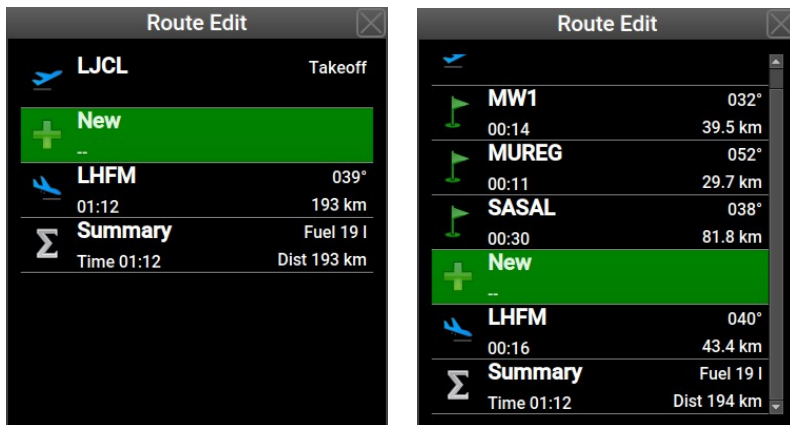 Route Edit
LJCL
Takeoff
New
--
LHFM
039°
01:12
193 km
Summary
Fuel 19 l
Time 01:12
Dist 193 km
Route Edit
MW1
032°
00:14
39.5 km
MUREG
052°
00:11
29.7 km
SASAL
038°
00:30
81.8 km
New
--
LHFM
040°
00:16
43.4 km
Summary
Fuel 19 l
Time 01:12
Dist 194 km